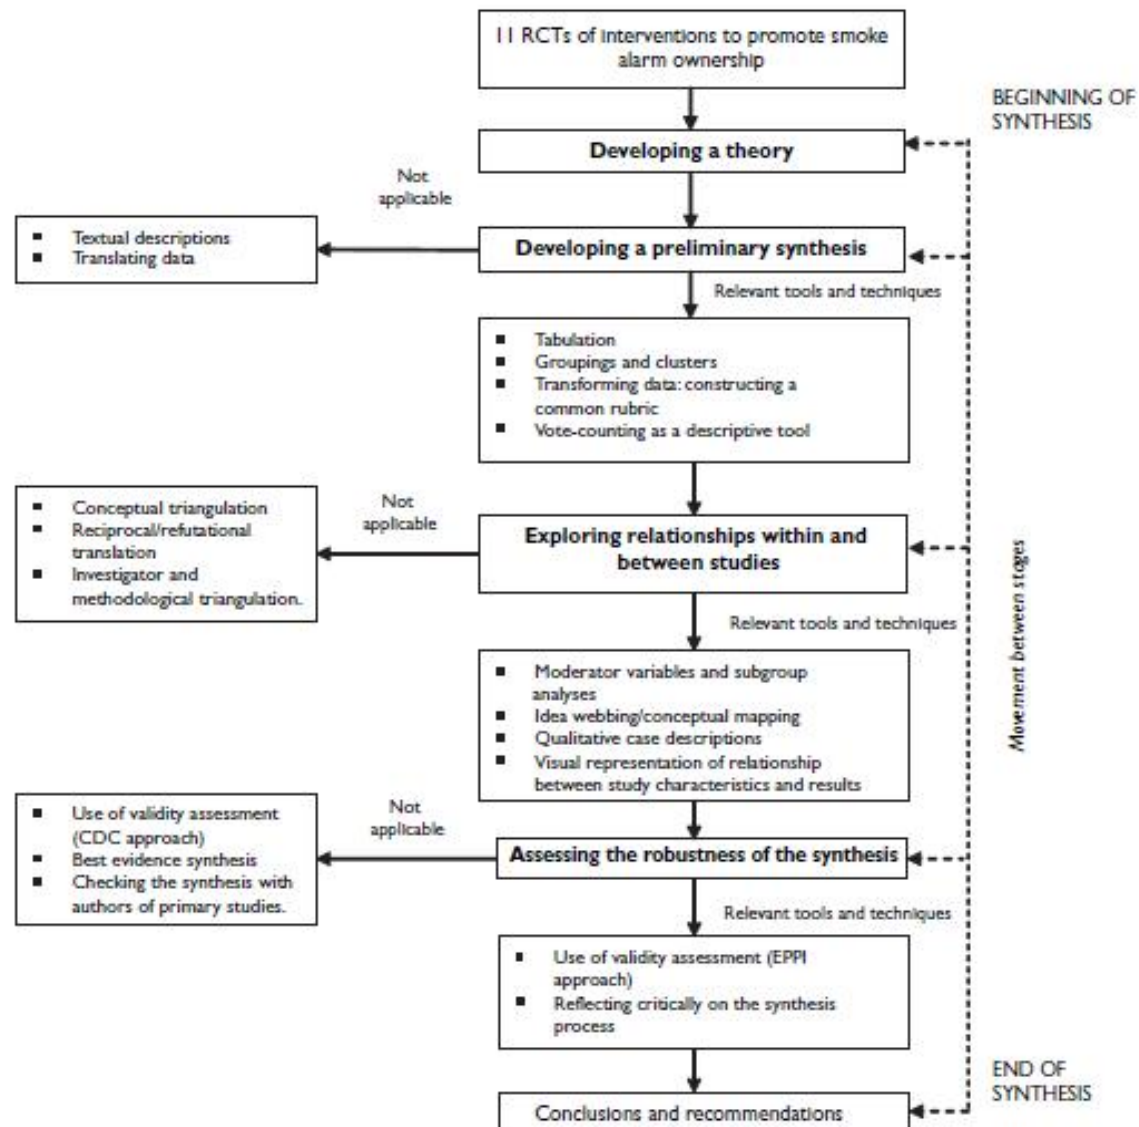 11 RCTs of interventions to promote smoke
alarm ownership
BEGINNING OF
SYNTHESIS
Developing a theory
Not
applicable
▪ Textual descriptions
▪ Translating data
Developing a preliminary synthesis
Relevant tools and techniques
▪ Tabulation
▪ Groupings and clusters
▪ Transforming data: constructing a
common rubric
▪ Vote-counting as a descriptive tool
▪ Conceptual triangulation
▪ Reciprocal/refutational
translation
▪ Investigator and
methodological triangulation.
Not
applicable
Exploring relationships within and
between studies
Relevant tools and techniques
Movement between stages
▪ Moderator variables and subgroup
analyses
▪ Idea webbing/conceptual mapping
▪ Qualitative case descriptions
▪ Visual representation of relationship
between study characteristics and results
▪ Use of validity assessment
(CDC approach)
▪ Best evidence synthesis
▪ Checking the synthesis with
authors of primary studies.
Not
applicable
Assessing the robustness of the synthesis
Relevant tools and techniques
▪ Use of validity assessment (EPPI
approach)
▪ Reflecting critically on the synthesis
process
END OF
SYNTHESIS
Conclusions and recommendations